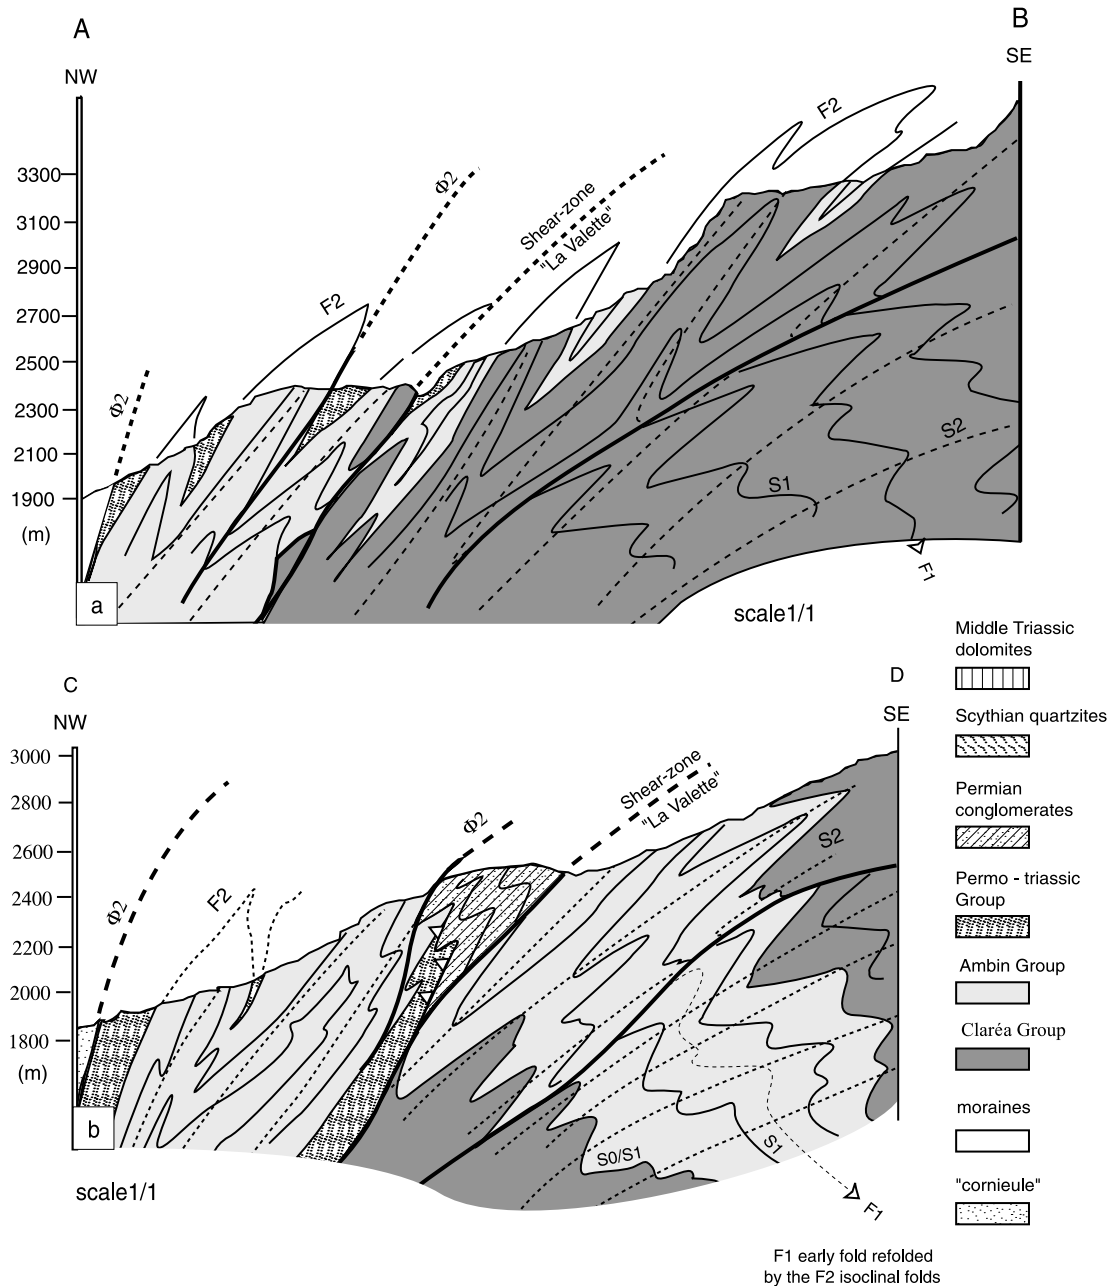 A
B
NW
SE
F2
Φ2
3300
Shear-zone
3100
"La Valette"
2900
2700
F2
2500
Φ2
2300
S2
2100
S1
1900
(m)
F1
a
scale1/1
Middle Triassic
dolomites
C
D
Scythian quartzites
NW
SE
3000
Shear-zone
Permian
conglomerates
2800
"La Valette"
Φ2
S2
2600
Permo - triassic
Group
2400
F2
Φ2
2200
Ambin Group
2000
Claréa Group
1800
(m)
moraines
b
S1
S0/S1
scale1/1
"cornieule"
F1
F1 early fold refolded
by the F2 isoclinal folds